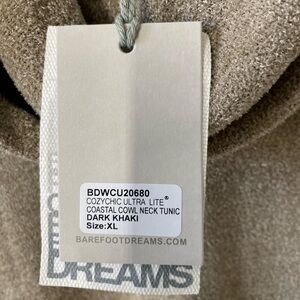 BDWCU20680
COZYCHIC ULTRA LITE®
COASTAL COWL NECK TUNIC
DARK KHAKI
Size:XL
BAREFOOTDREAMS.COM
DREAMS